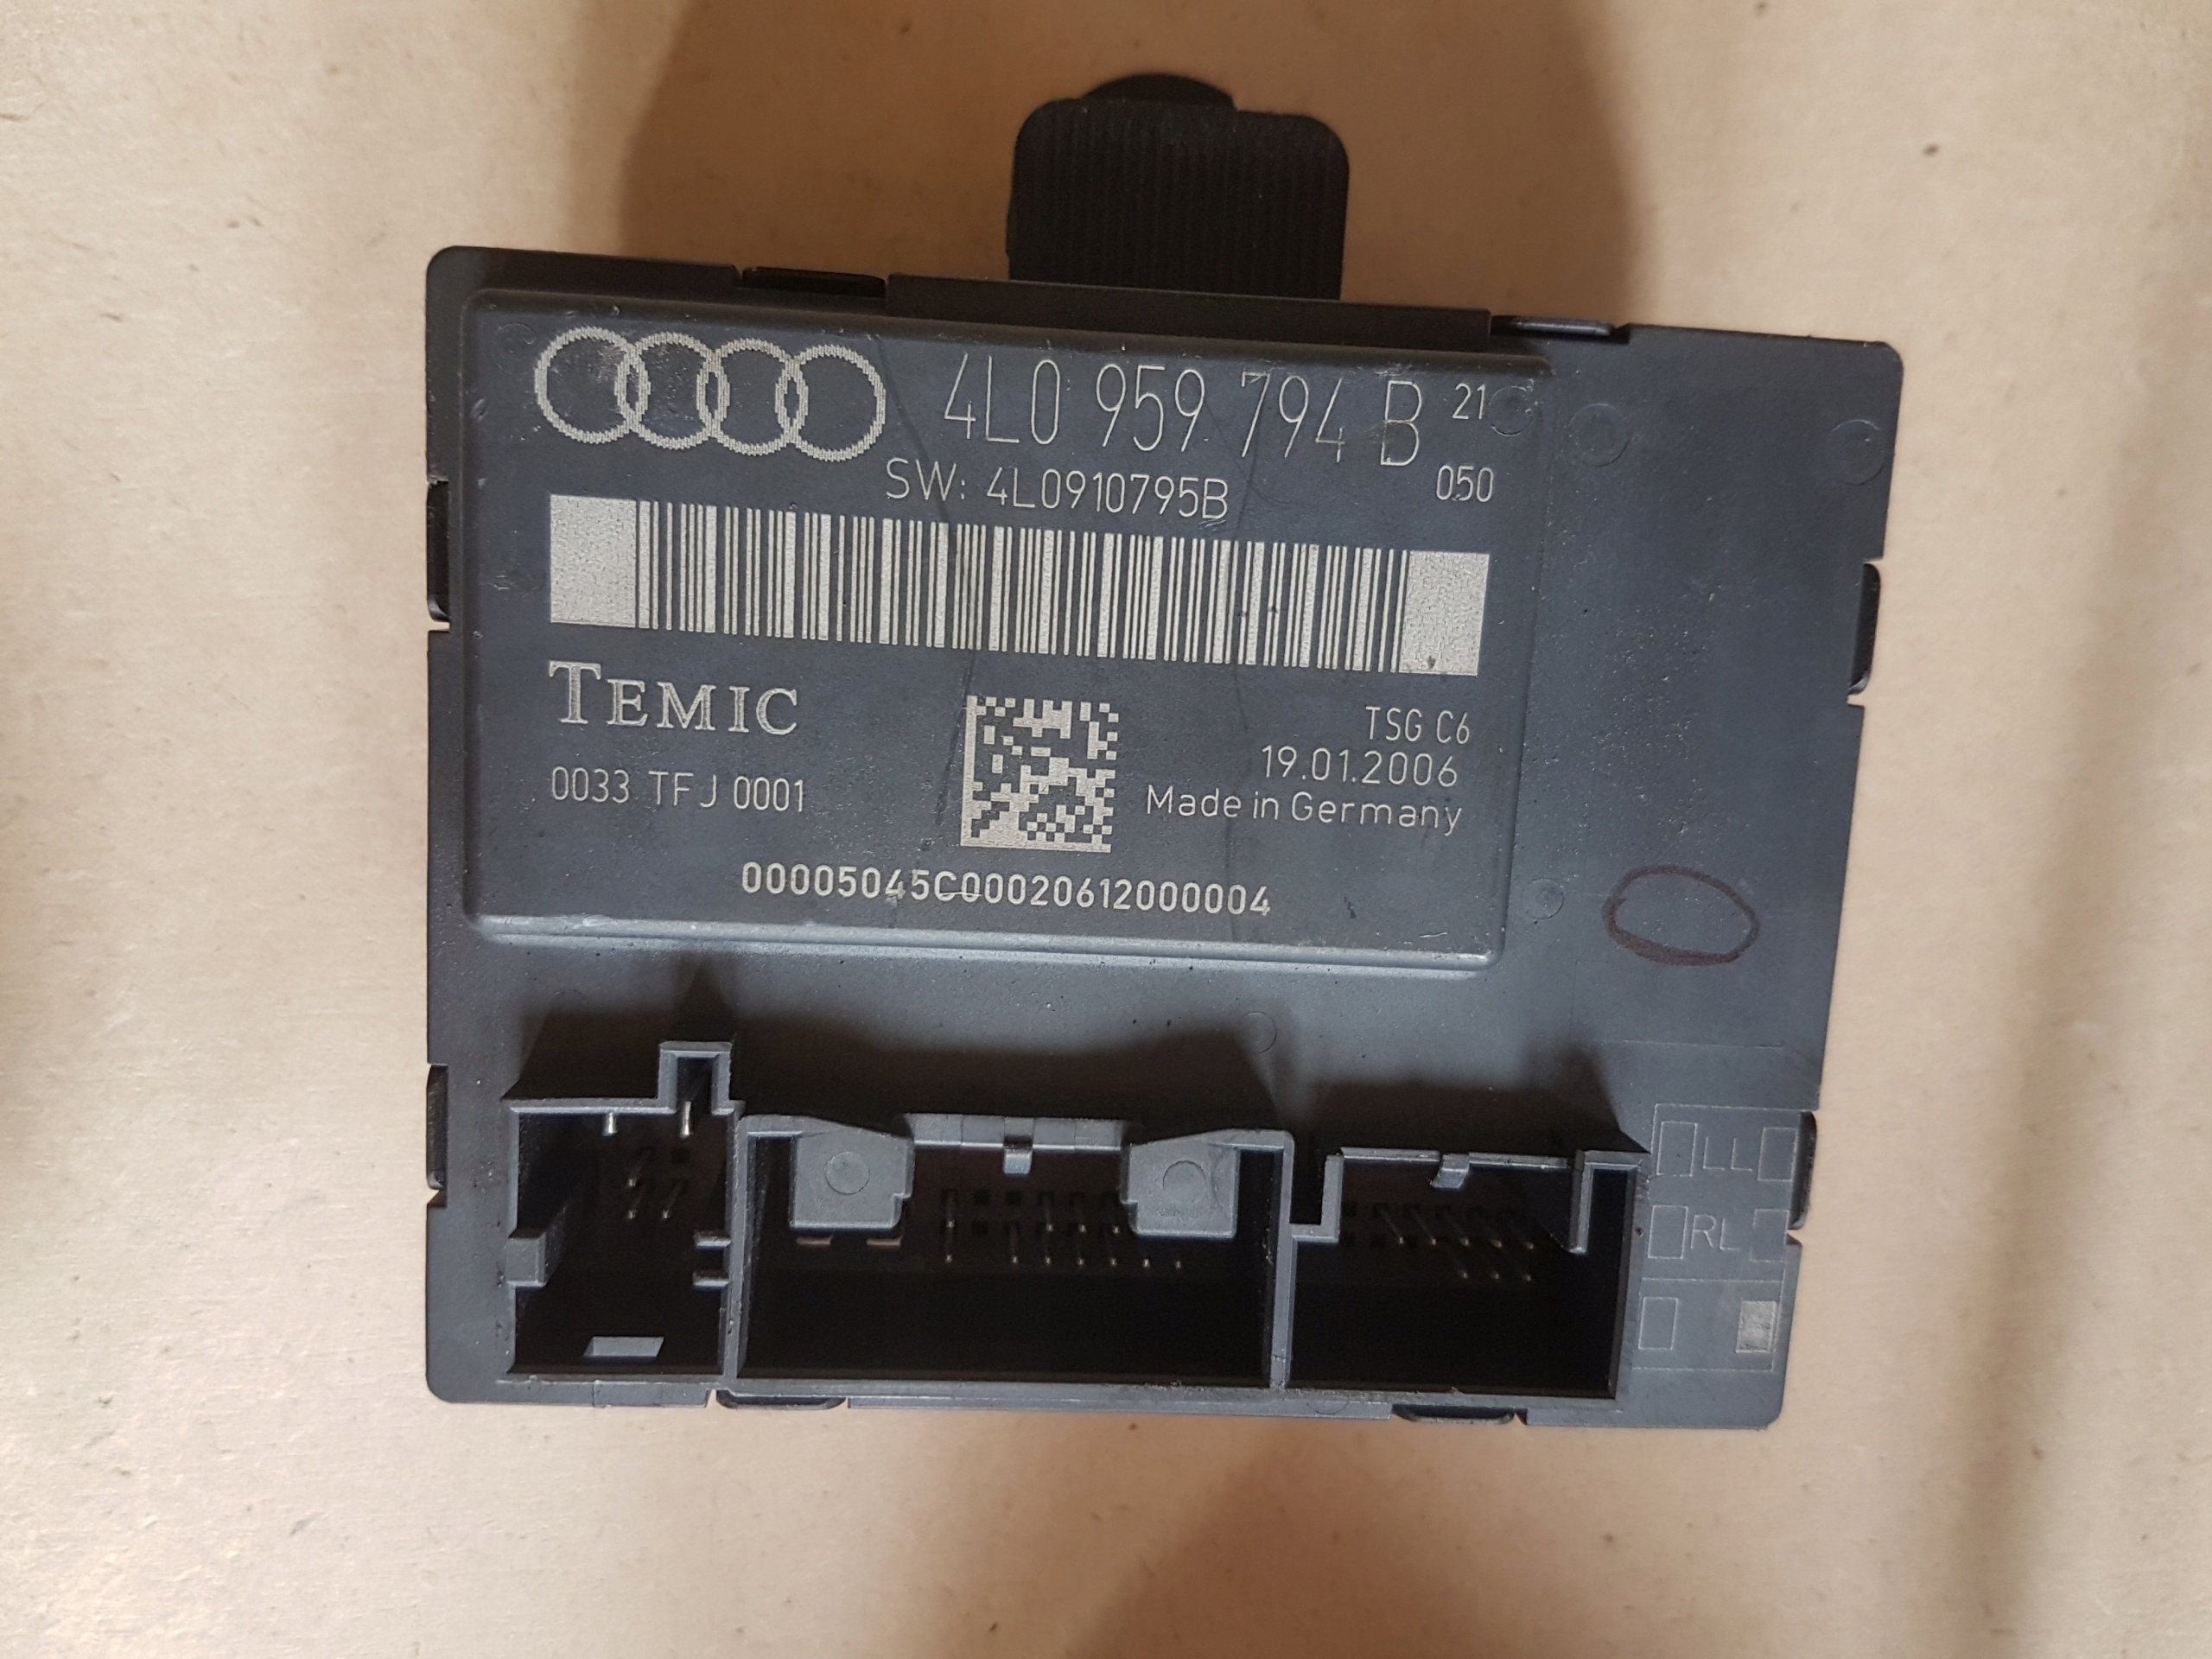 4L0 959 794 B 21
SW: 4L0910795B 050
TEMIC
TSG C6
19.01.2006
0033 TFJ 0001
Made in Germany
00005045C00020612000004
LL
RL